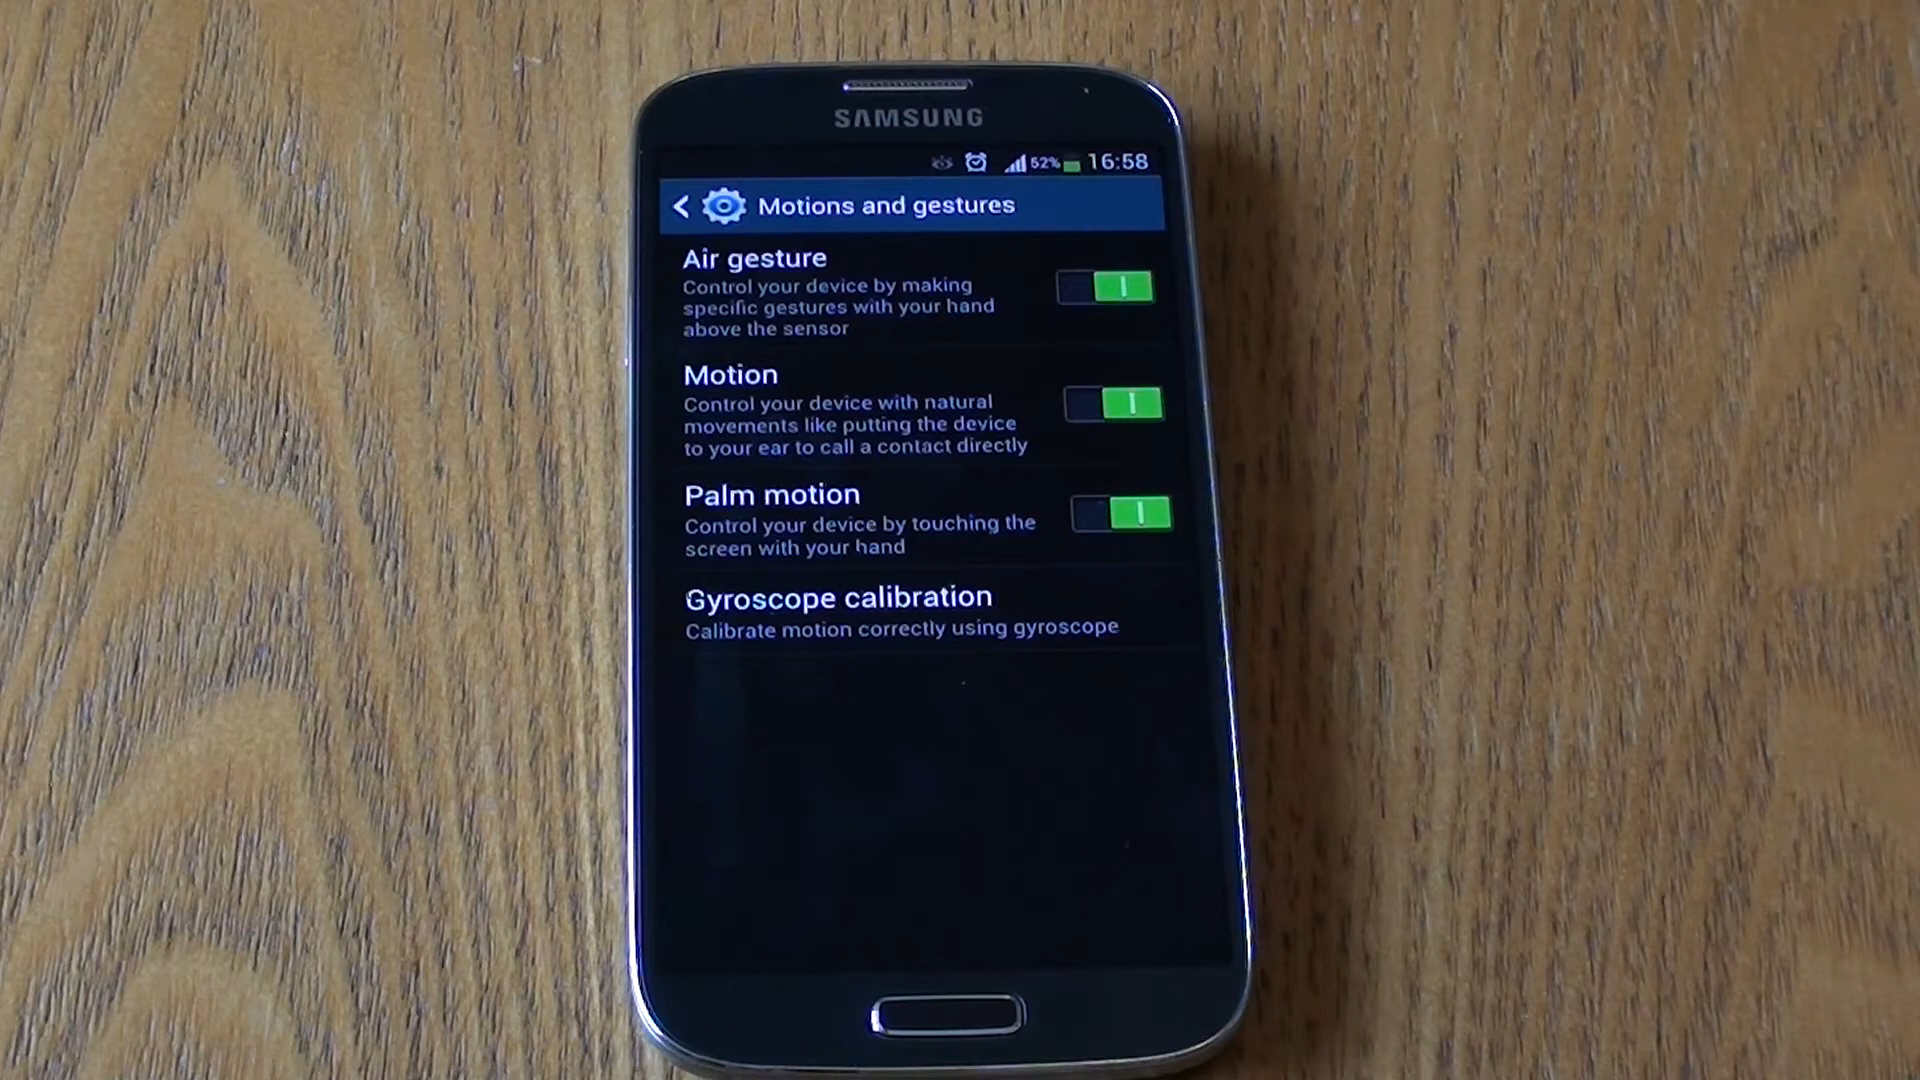 SAMSUNG
52% 16:58
Motions and gestures
Air gesture
Control your device by making
specific gestures with your hand
above the sensor
Motion
Control your device with natural
movements like putting the device
to your ear to call a contact directly
Palm motion
Control your device by touching the
screen with your hand
Gyroscope calibration
Calibrate motion correctly using gyroscope